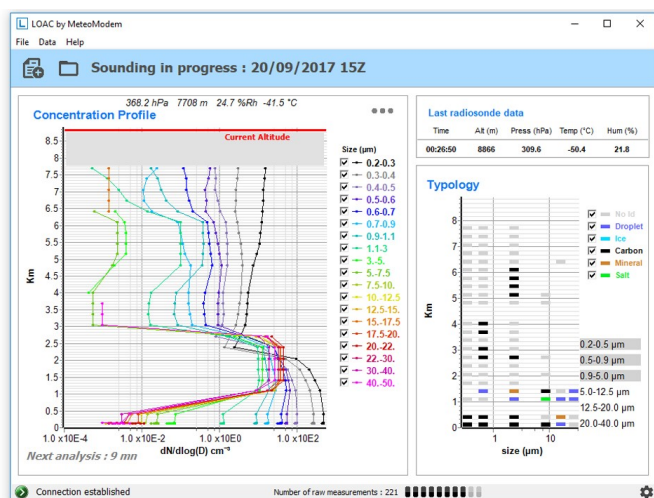 LOAC by MeteoModem
File Data Help
Sounding in progress : 20/09/2017 15Z
368.2 hPa 7708 m 24.7 %Rh -41.5 °C
Concentration Profile
Current Altitude
8.5
8
7.5
7
6.5
6
5.5
5
4.5
4
3.5
3
2.5
2
1.5
1
0.5
0
Km
1.0 x10E-4 1.0 x10E-2 1.0 x10E0 1.0 x10E2
dN/dlog(D) cm⁻³
Next analysis : 9 mn
Size (µm)
0.2-0.3
0.3-0.4
0.4-0.5
0.5-0.6
0.6-0.7
0.7-0.9
0.9-1.1
1.1-3
3.-5.
5.-7.5
7.5-10.
10.-12.5
12.5-15.
15.-17.5
17.5-20.
20.-22.
22.-30.
30.-40.
40.-50.
Last radiosonde data
Time Alt (m) Press (hPa) Temp (°C) Hum (%)
00:26:50 8866 309.6 -50.4 21.8
Typology
8
7
6
5
4
3
2
1
0
Km
1 10
size (µm)
No Id
Droplet
Ice
Carbon
Mineral
Salt
0.2-0.5 µm
0.5-0.9 µm
0.9-5.0 µm
5.0-12.5 µm
12.5-20.0 µm
20.0-40.0 µm
Connection established
Number of raw measurements : 221